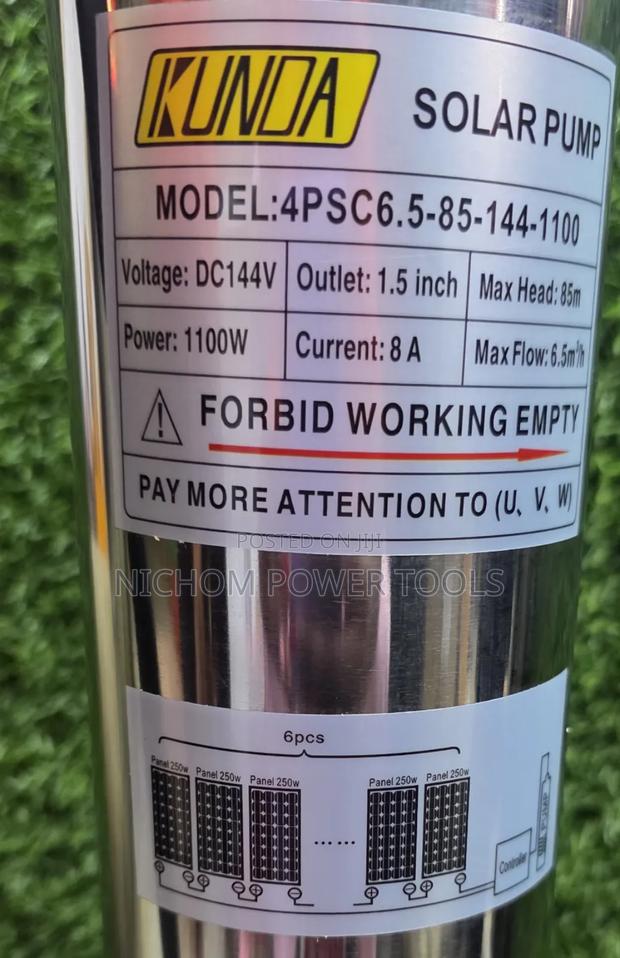 KUNDA
SOLAR PUMP
MODEL:4PSC6.5-85-144-1100
Voltage: DC144V
Outlet: 1.5 inch
Max Head: 85m
Power: 1100W
Current: 8 A
Max Flow: 6.5m³/h
FORBID WORKING EMPTY
PAY MORE ATTENTION TO (U、V、W)
POSTED ON JIJI
NICHOM POWER TOOLS
6pcs
Panel 250w
Panel 250w
Panel 250w
Panel 250w
Panel 250w
......
Controller
PUMP